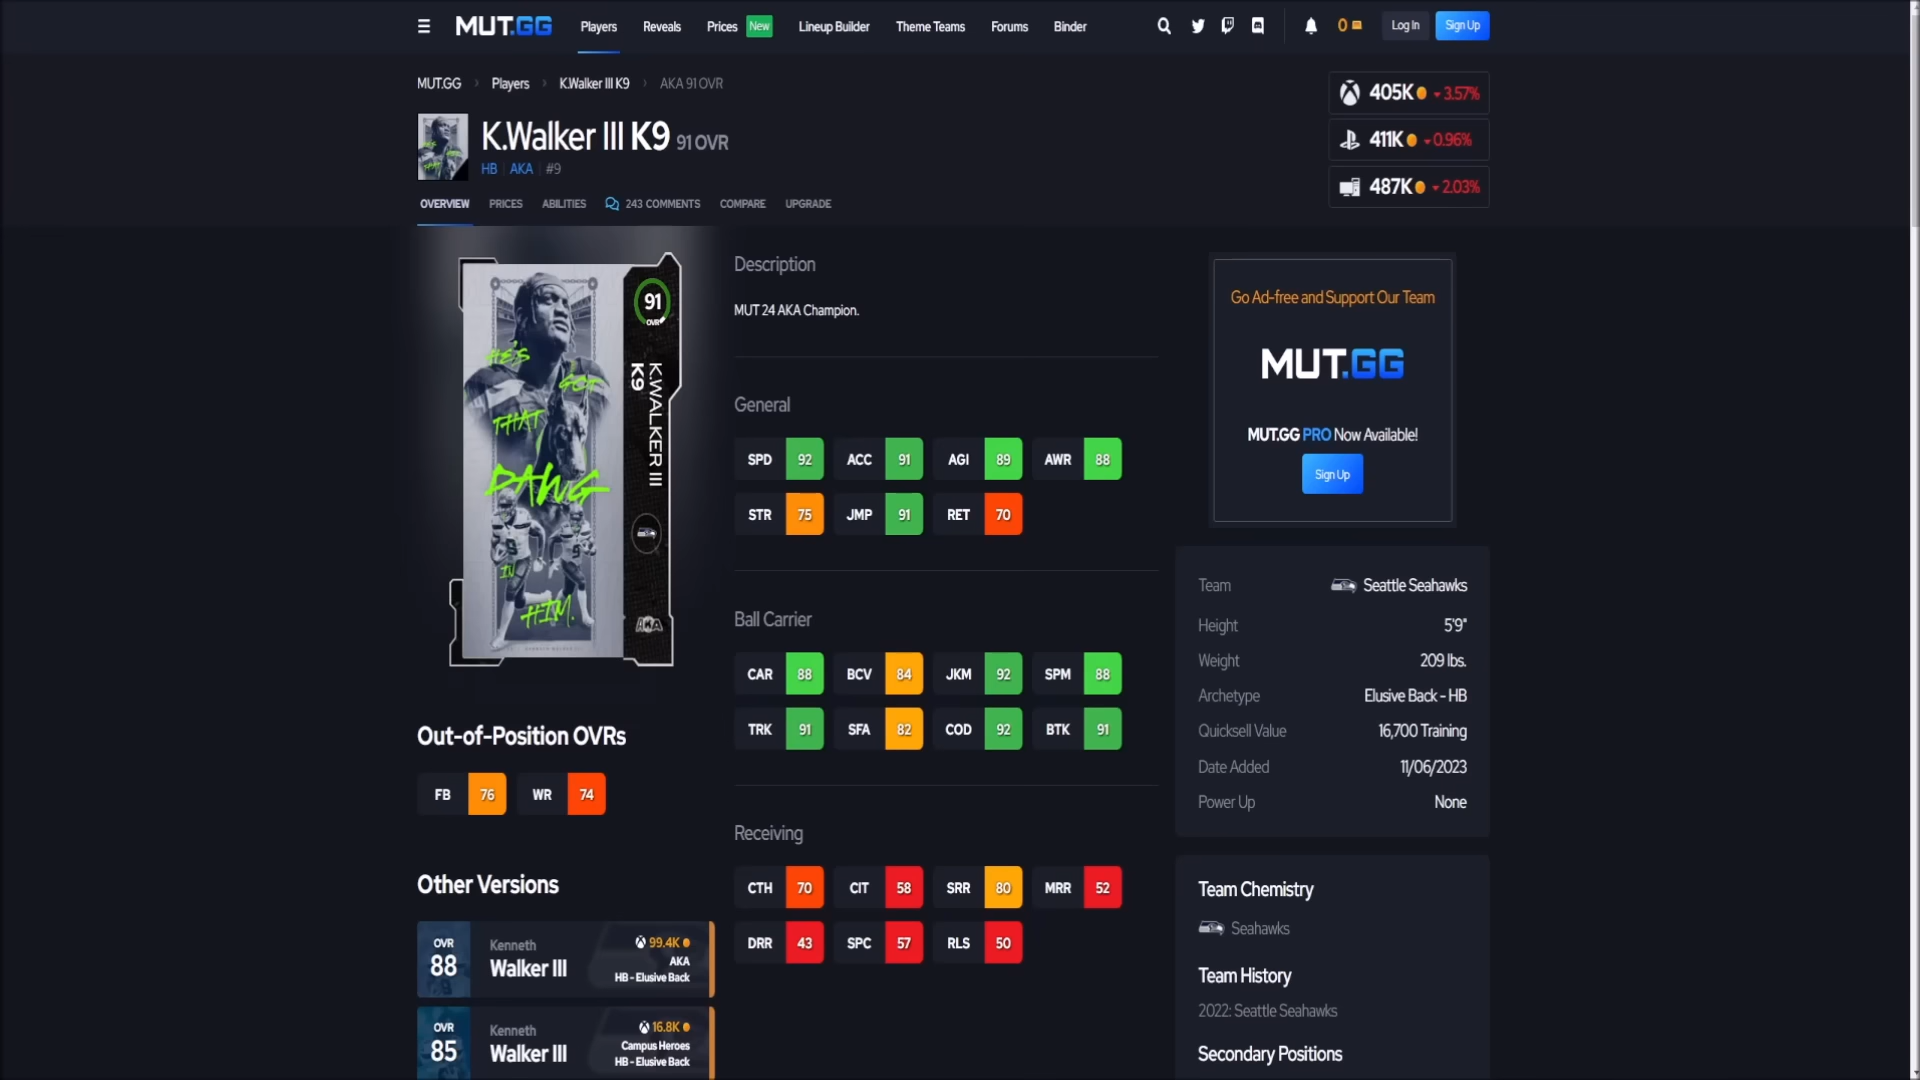 MUT.GG
Players
Reveals
Prices New
Lineup Builder
Theme Teams
Forums
Binder
0
Log In
Sign Up
MUT.GG > Players > K.Walker III K9 > AKA 91 OVR
K.Walker III K9 91 OVR
HB AKA #9
OVERVIEW
PRICES
ABILITIES
243 COMMENTS
COMPARE
UPGRADE
405K 3.57%
411K 0.96%
487K 2.03%
91
OVR
K.WALKER III
K9
HE'S
GOT
THAT
DAWG
IN
HIM.
AKA
Description
MUT 24 AKA Champion.
General
SPD 92 ACC 91 AGI 89 AWR 88
STR 75 JMP 91 RET 70
Ball Carrier
CAR 88 BCV 84 JKM 92 SPM 88
TRK 91 SFA 82 COD 92 BTK 91
Receiving
CTH 70 CIT 58 SRR 80 MRR 52
DRR 43 SPC 57 RLS 50
Out-of-Position OVRs
FB 76 WR 74
Other Versions
OVR
88
Kenneth
Walker III
99.4K
AKA
HB - Elusive Back
OVR
85
Kenneth
Walker III
16.8K
Campus Heroes
HB - Elusive Back
Go Ad-free and Support Our Team
MUT.GG
MUT.GG PRO Now Available!
Sign Up
Team Seattle Seahawks
Height 5'9"
Weight 209 lbs.
Archetype Elusive Back - HB
Quicksell Value 16,700 Training
Date Added 11/06/2023
Power Up None
Team Chemistry
Seahawks
Team History
2022: Seattle Seahawks
Secondary Positions